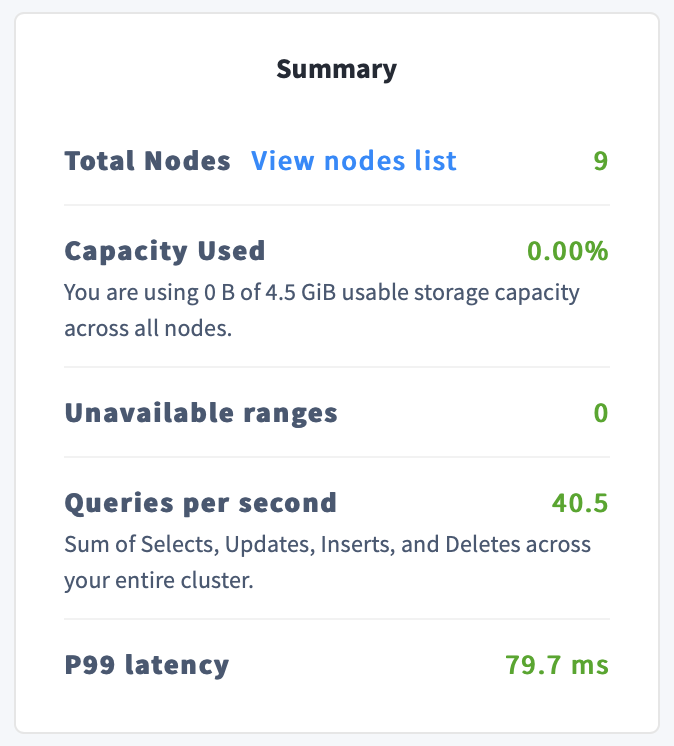 Summary
Total Nodes View nodes list 9
Capacity Used 0.00%
You are using 0 B of 4.5 GiB usable storage capacity
across all nodes.
Unavailable ranges 0
Queries per second 40.5
Sum of Selects, Updates, Inserts, and Deletes across
your entire cluster.
P99 latency 79.7 ms